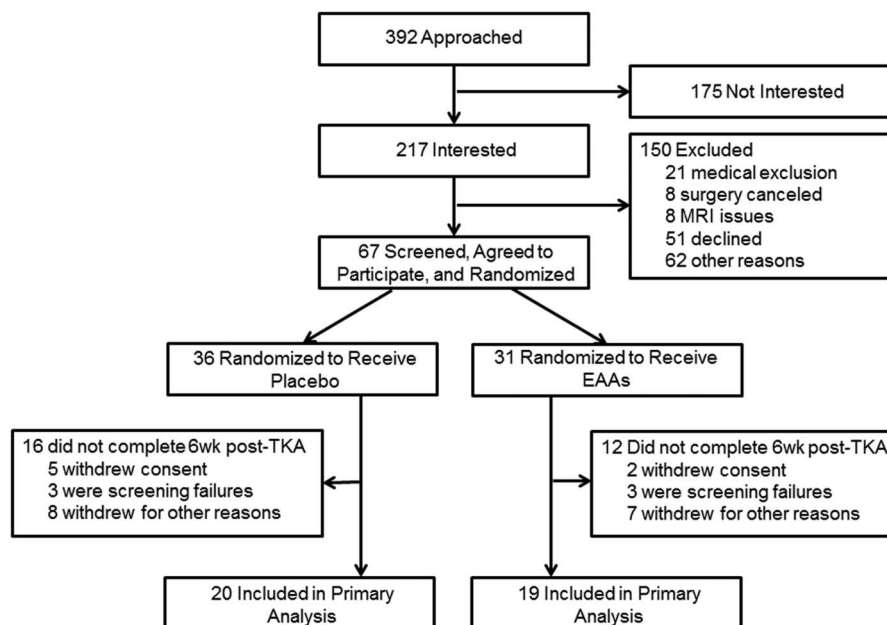 392 Approached
175 Not Interested
217 Interested
150 Excluded
21 medical exclusion
8 surgery canceled
8 MRI issues
51 declined
62 other reasons
67 Screened, Agreed to
Participate, and Randomized
36 Randomized to Receive
Placebo
31 Randomized to Receive
EAAs
16 did not complete 6wk post-TKA
5 withdrew consent
3 were screening failures
8 withdrew for other reasons
12 Did not complete 6wk post-TKA
2 withdrew consent
3 were screening failures
7 withdrew for other reasons
20 Included in Primary
Analysis
19 Included in Primary
Analysis